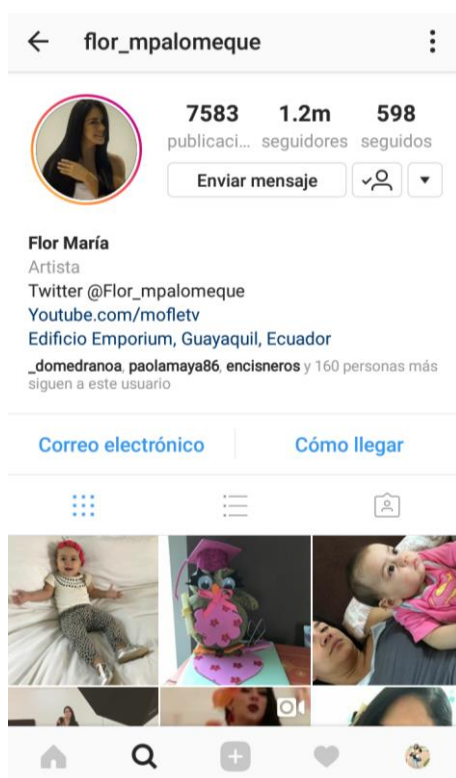 flor_mpalomeque
7583 1.2m 598
publicaci... seguidores seguidos
Enviar mensaje
Flor María
Artista
Twitter @Flor_mpalomeque
Youtube.com/mofletv
Edificio Emporium, Guayaquil, Ecuador
_domedranoa, paolamaya86, encisneros y 160 personas más
siguen a este usuario
Correo electrónico Cómo llegar